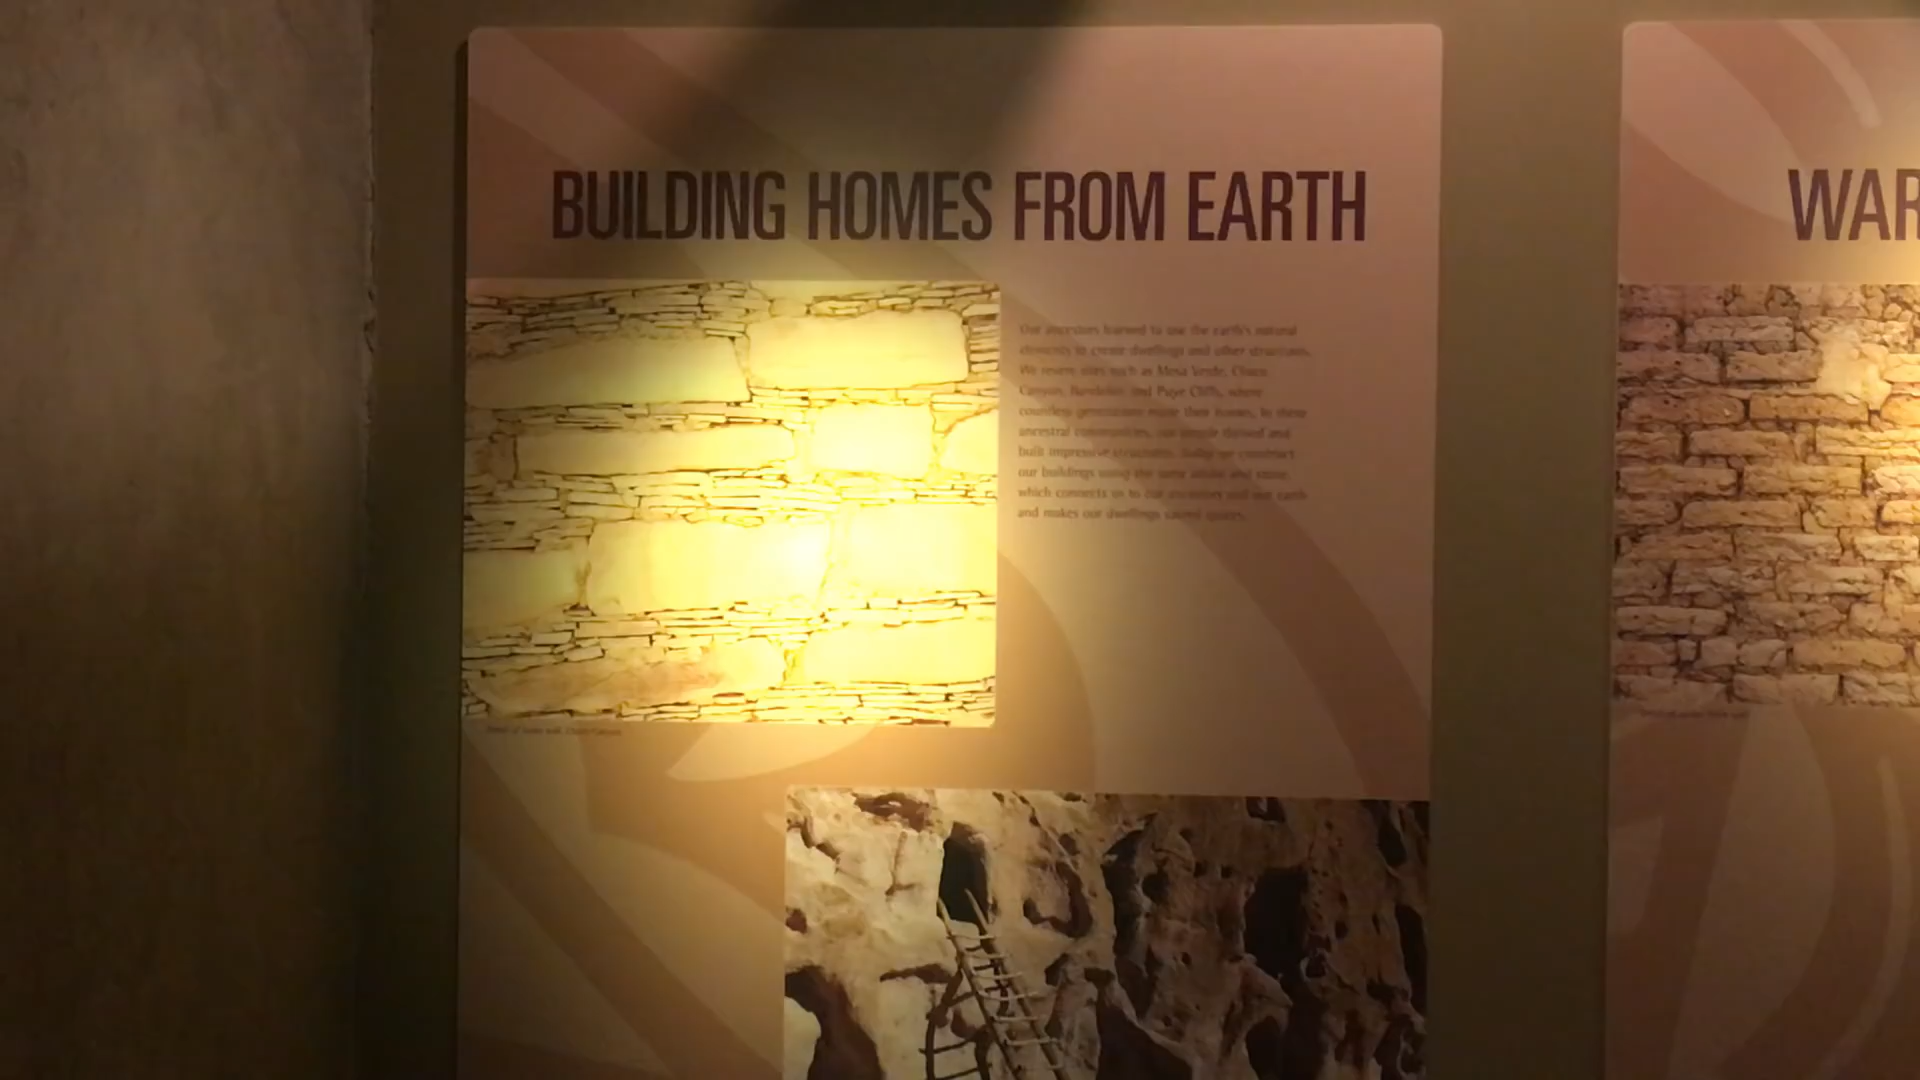 BUILDING HOMES FROM EARTH
Our ancestors learned to use the earth's natural
elements to create dwellings and other structures.
We revere sites such as Mesa Verde, Chaco
Canyon, Bandelier, and Puye Cliffs, where
countless generations made their homes. In these
ancestral communities, our people thrived and
built impressive structures. Today we construct
our buildings using the same adobe and stone
which connects us to our ancestors and our earth
and makes our dwellings sacred spaces.
WAR